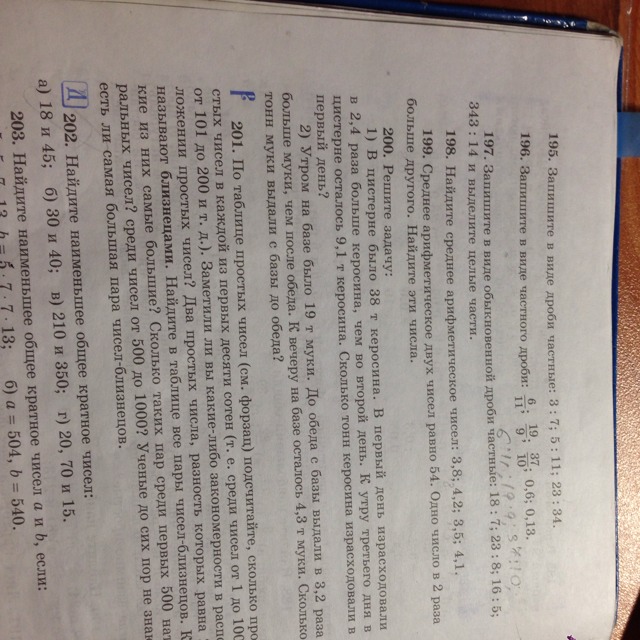 195. Запишите в виде дроби частные: 3 : 7; 5 : 11; 23 : 34.
196. Запишите в виде частного дроби: 6/11; 19/9; 37/10; 0,6; 0,13.
197. Запишите в виде обыкновенной дроби частные: 18 : 7; 23 : 8; 16 : 5;
343 : 14 и выделите целые части.
198. Найдите среднее арифметическое чисел: 3,8; 4,2; 3,5; 4,1.
199. Среднее арифметическое двух чисел равно 54. Одно число в 2 раза
больше другого. Найдите эти числа.
200. Решите задачу:
1) В цистерне было 38 т керосина. В первый день израсходовали
в 2,4 раза больше керосина, чем во второй день. К утру третьего дня в
цистерне осталось 9,1 т керосина. Сколько тонн керосина израсходовали в
первый день?
2) Утром на базе было 19 т муки. До обеда с базы выдали в 3,2 раза
больше муки, чем после обеда. К вечеру на базе осталось 4,3 т муки. Сколько
тонн муки выдали с базы до обеда?
201. По таблице простых чисел (см. форзац) подсчитайте, сколько про
стых чисел в каждой из первых десяти сотен (т. е. среди чисел от 1 до 100
от 101 до 200 и т. д.). Заметили ли вы какие-либо закономерности в распо
ложении простых чисел? Два простых числа, разность которых равна
называют близнецами. Найдите в таблице все пары чисел-близнецов. К
кие из них самые большие? Сколько таких пар среди первых 500 нат
ральных чисел? среди чисел от 500 до 1000? Ученые до сих пор не знаю
есть ли самая большая пара чисел-близнецов.
Д 202. Найдите наименьшее общее кратное чисел:
а) 18 и 45; б) 30 и 40; в) 210 и 350; г) 20, 70 и 15.
203. Найдите наименьшее общее кратное чисел a и b, если:
7 · 13, b = 5 · 7 · 7 · 13; б) a = 504, b = 540.